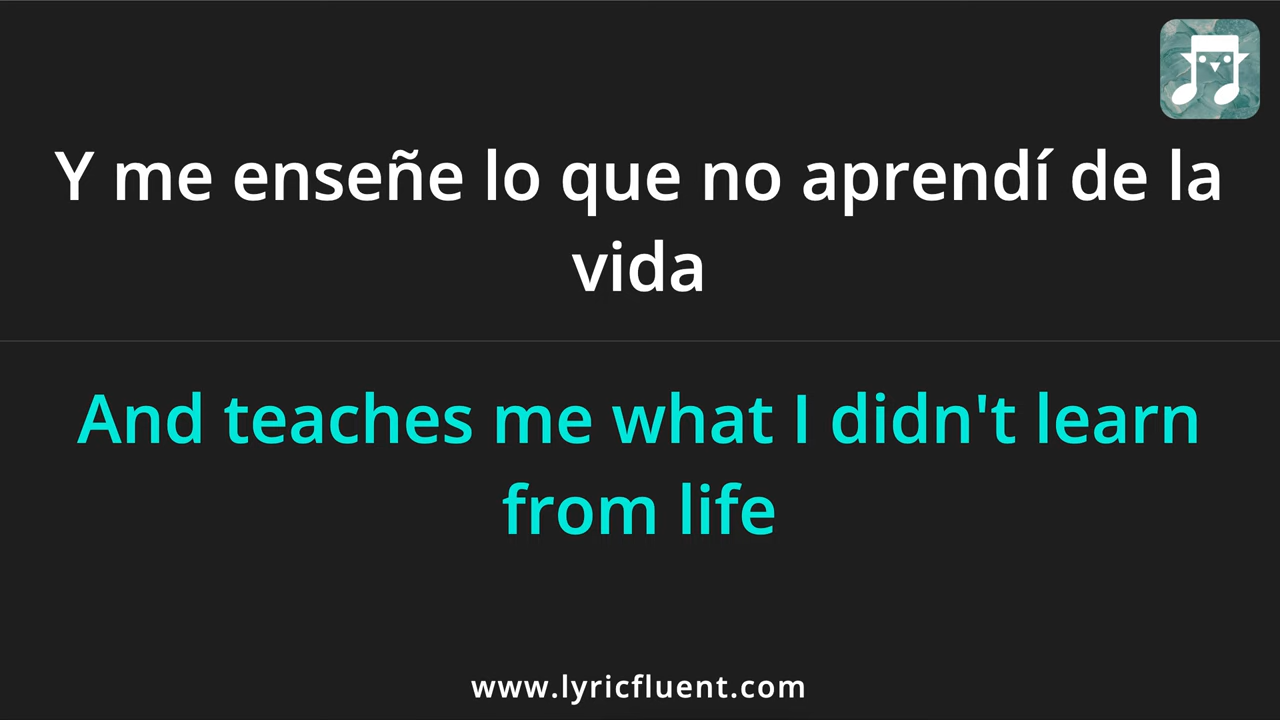 Y me enseñe lo que no aprendí de la
vida
And teaches me what I didn't learn
from life
www.lyricfluent.com